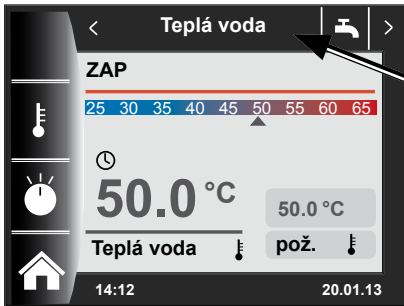 < Teplá voda >
ZAP
25 30 35 40 45 50 55 60 65
50.0 °C
50.0 °C
Teplá voda
pož.
14:12 20.01.13